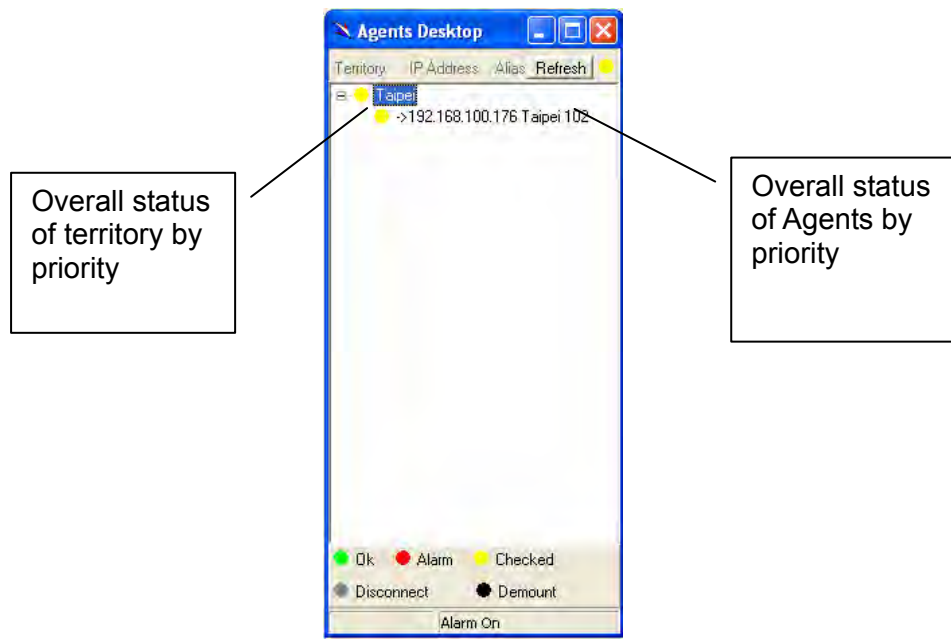 Agents Desktop
Territory IP Address Alias Refresh
Taipei
->192.168.100.176 Taipei 102
Overall status
of territory by
priority
Overall status
of Agents by
priority
Ok Alarm Checked
Disconnect Demount
Alarm On